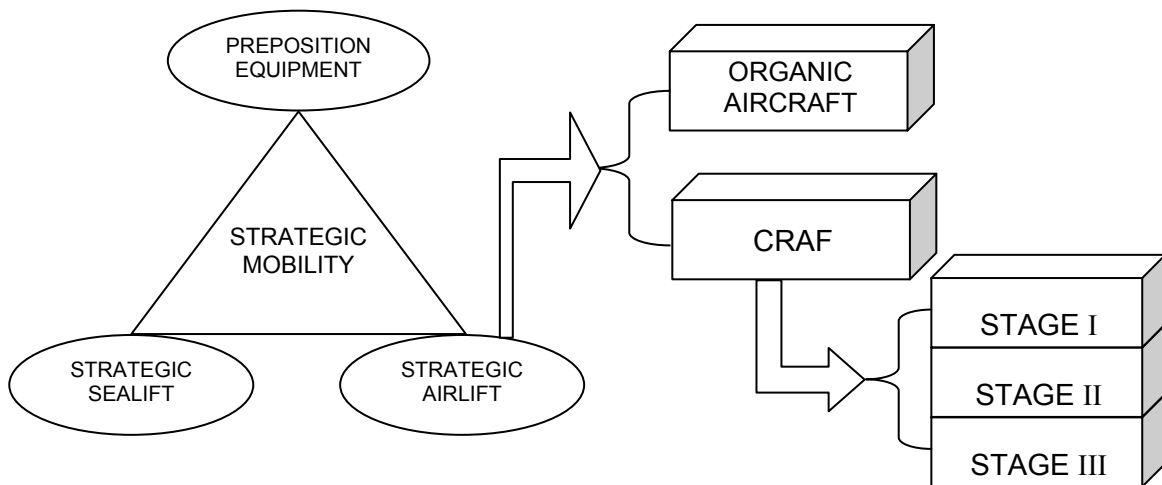 PREPOSITION
EQUIPMENT
STRATEGIC
MOBILITY
STRATEGIC
SEALIFT
STRATEGIC
AIRLIFT
ORGANIC
AIRCRAFT
CRAF
STAGE I
STAGE II
STAGE III